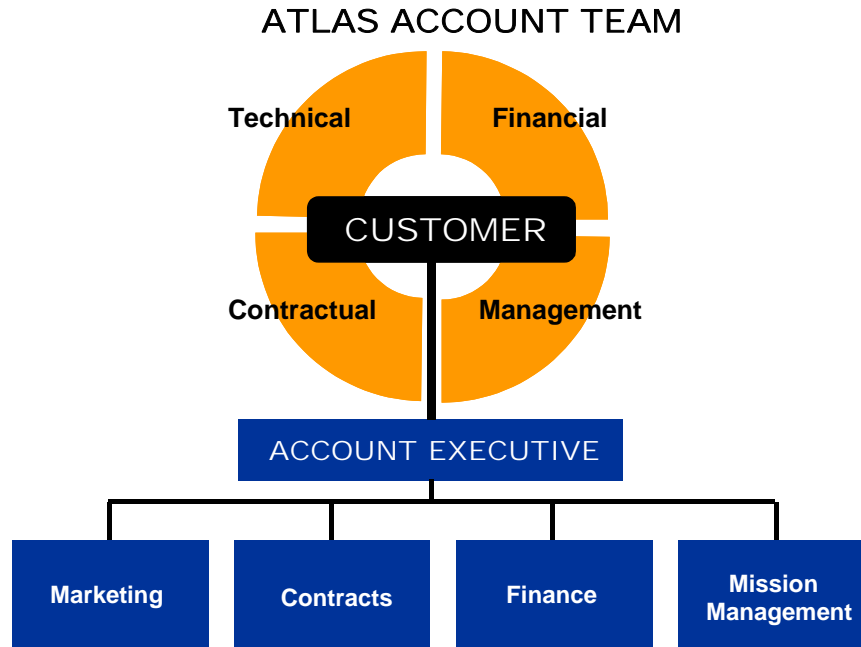 ATLAS ACCOUNT TEAM
Technical
Financial
CUSTOMER
Contractual
Management
ACCOUNT EXECUTIVE
Marketing
Contracts
Finance
Mission
Management